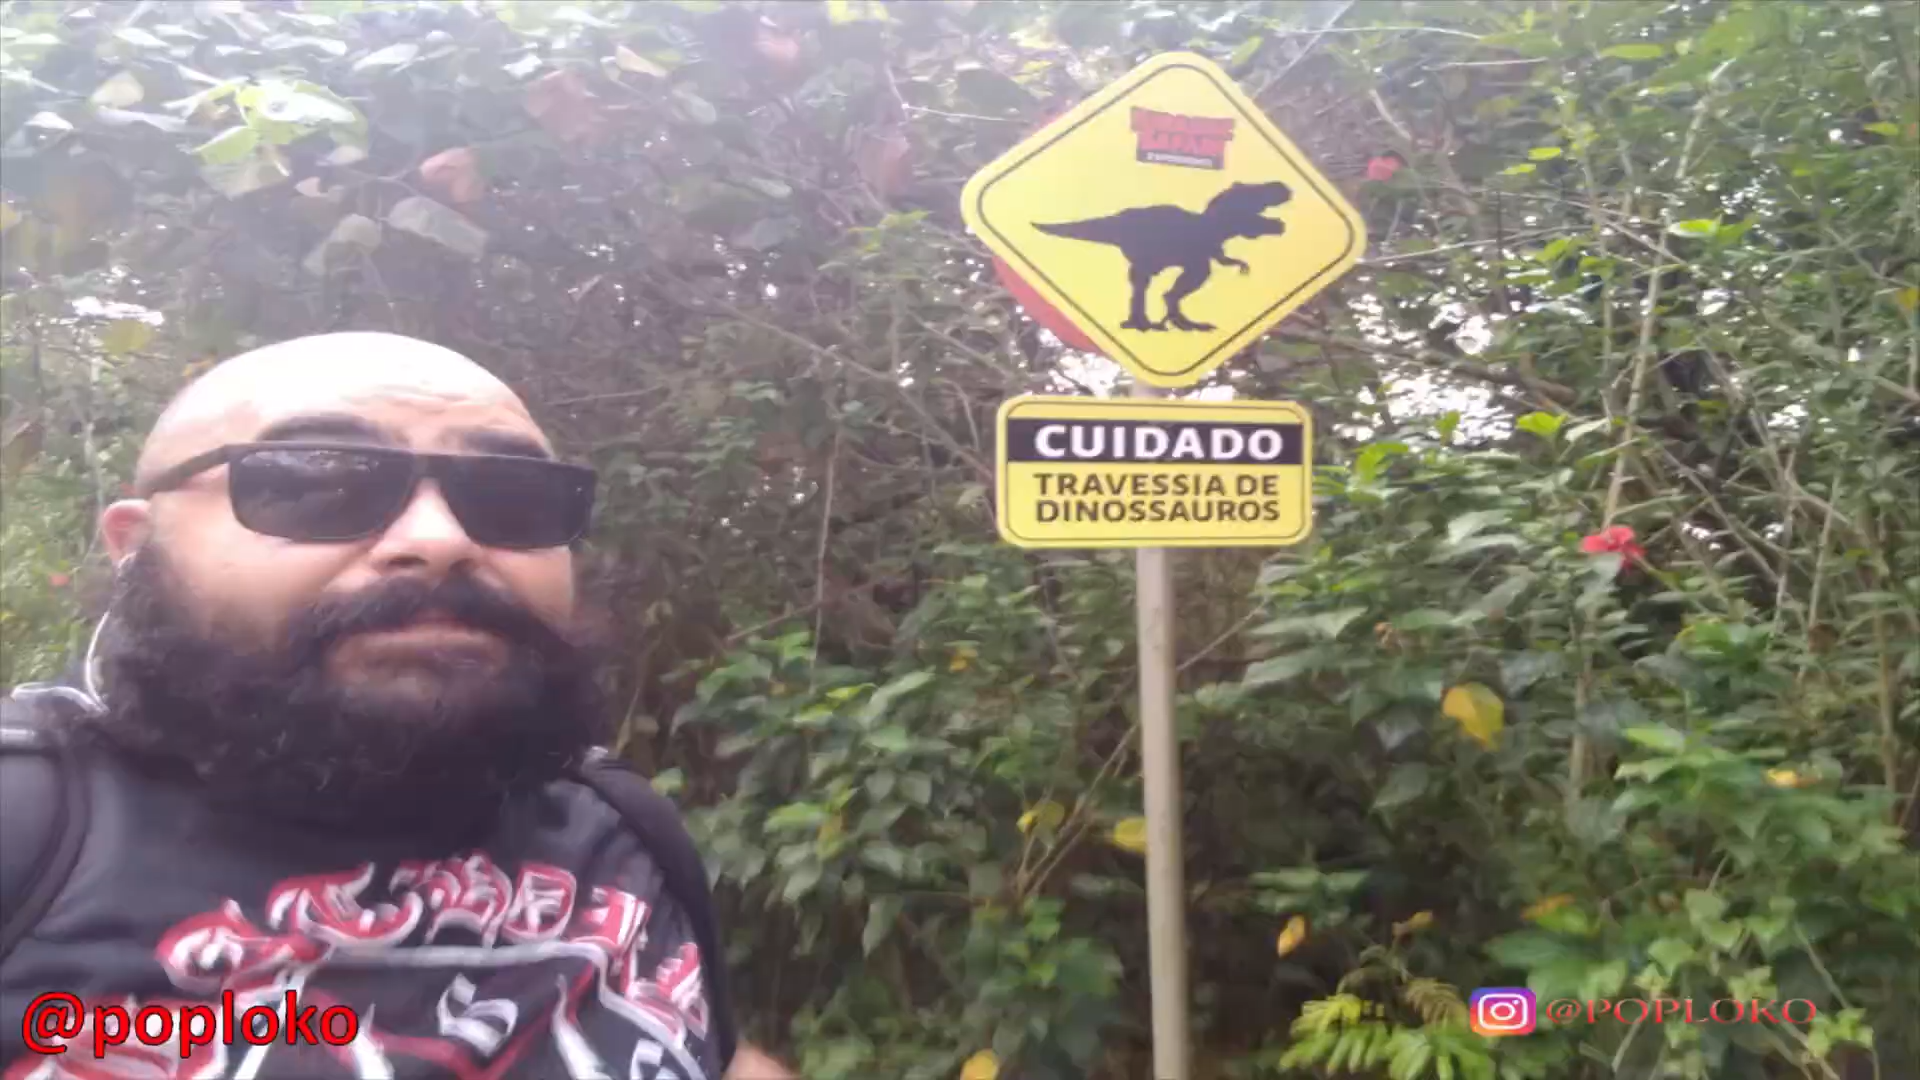 CUIDADO
TRAVESSIA DE
DINOSSAUROS
@poploko
@POPLOKO